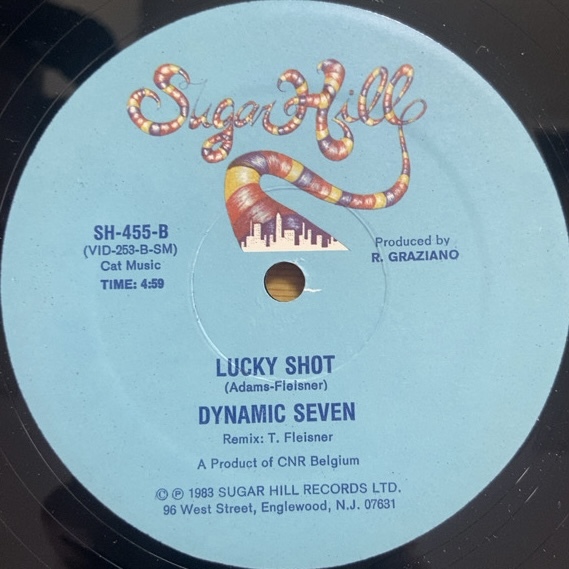 Sugar Hill
SH-455-B
(VID-253-B-SM)
Cat Music
TIME: 4:59
Produced by
R. GRAZIANO
LUCKY SHOT
(Adams-Fleisner)
DYNAMIC SEVEN
Remix: T. Fleisner
A Product of CNR Belgium
© ℗ 1983 SUGAR HILL RECORDS LTD.
96 West Street, Englewood, N.J. 07631